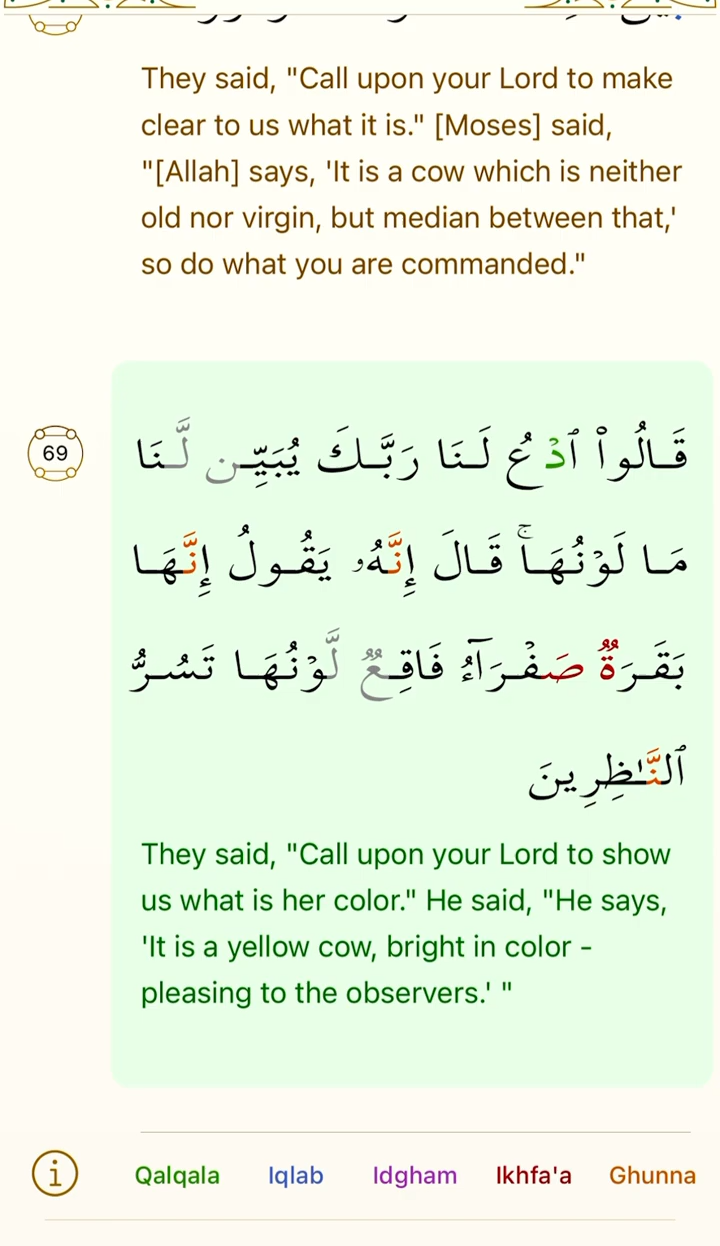 They said, "Call upon your Lord to make
clear to us what it is." [Moses] said,
"[Allah] says, 'It is a cow which is neither
old nor virgin, but median between that,'
so do what you are commanded."
69
قَالُوا۟ ٱدْعُ لَنَا رَبَّكَ يُبَيِّن لَّنَا
مَا لَوْنُهَا ۚ قَالَ إِنَّهُۥ يَقُولُ إِنَّهَا
بَقَرَةٌ صَفْرَآءُ فَاقِعٌ لَّوْنُهَا تَسُرُّ
ٱلنَّـٰظِرِينَ
They said, "Call upon your Lord to show
us what is her color." He said, "He says,
'It is a yellow cow, bright in color -
pleasing to the observers.' "
Qalqala Iqlab Idgham Ikhfa'a Ghunna